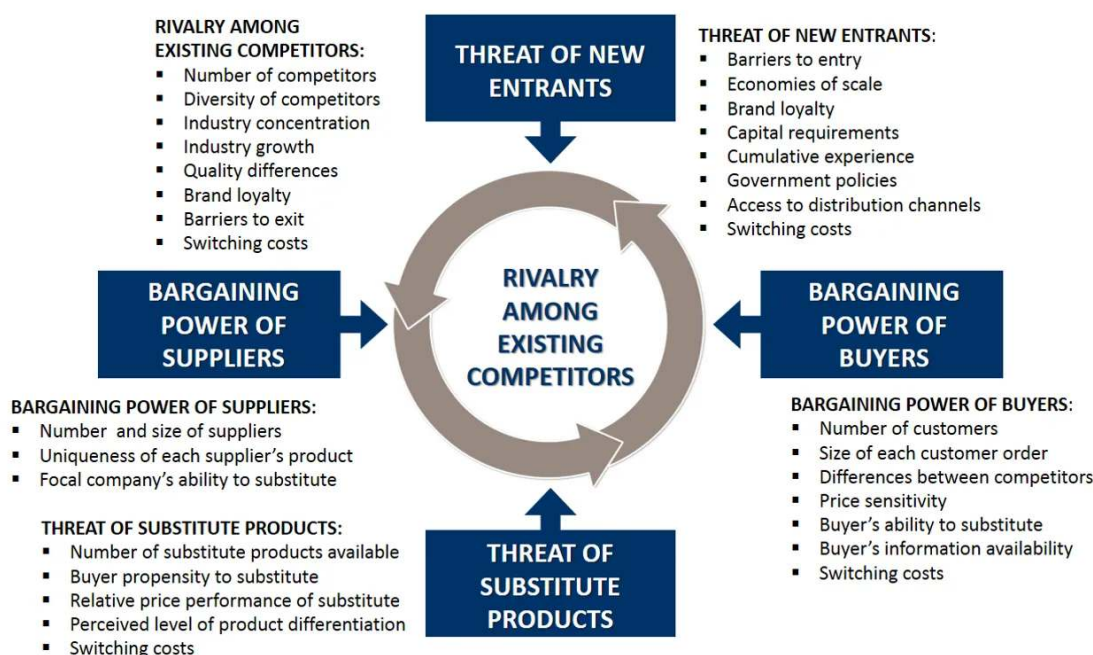 RIVALRY AMONG
EXISTING COMPETITORS:
▪ Number of competitors
▪ Diversity of competitors
▪ Industry concentration
▪ Industry growth
▪ Quality differences
▪ Brand loyalty
▪ Barriers to exit
▪ Switching costs
THREAT OF NEW
ENTRANTS
THREAT OF NEW ENTRANTS:
▪ Barriers to entry
▪ Economies of scale
▪ Brand loyalty
▪ Capital requirements
▪ Cumulative experience
▪ Government policies
▪ Access to distribution channels
▪ Switching costs
BARGAINING
POWER OF
SUPPLIERS
RIVALRY
AMONG
EXISTING
COMPETITORS
BARGAINING
POWER OF
BUYERS
BARGAINING POWER OF SUPPLIERS:
▪ Number and size of suppliers
▪ Uniqueness of each supplier’s product
▪ Focal company’s ability to substitute
BARGAINING POWER OF BUYERS:
▪ Number of customers
▪ Size of each customer order
▪ Differences between competitors
▪ Price sensitivity
▪ Buyer’s ability to substitute
▪ Buyer’s information availability
▪ Switching costs
THREAT OF SUBSTITUTE PRODUCTS:
▪ Number of substitute products available
▪ Buyer propensity to substitute
▪ Relative price performance of substitute
▪ Perceived level of product differentiation
▪ Switching costs
THREAT OF
SUBSTITUTE
PRODUCTS